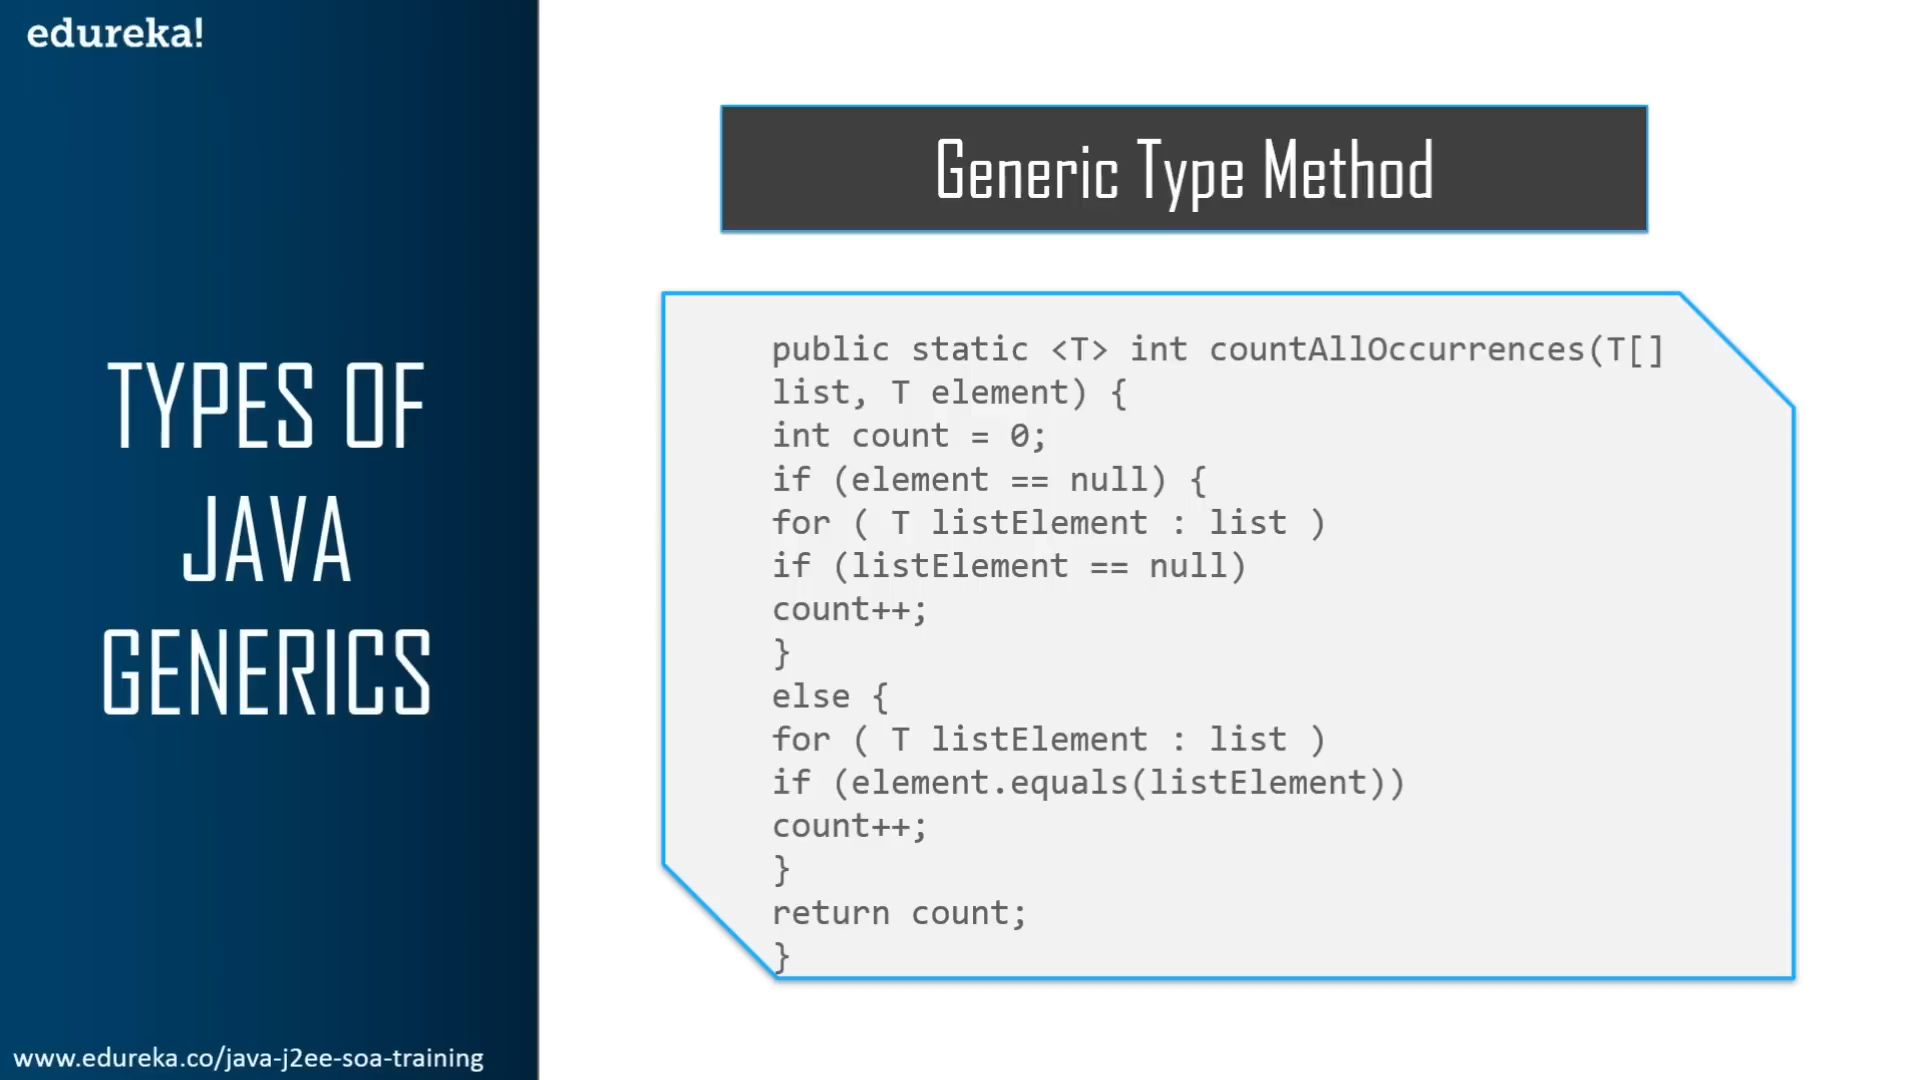 edureka!
TYPES OF
JAVA
GENERICS
www.edureka.co/java-j2ee-soa-training
Generic Type Method
public static <T> int countAllOccurrences(T[]
list, T element) {
int count = 0;
if (element == null) {
for ( T listElement : list )
if (listElement == null)
count++;
}
else {
for ( T listElement : list )
if (element.equals(listElement))
count++;
}
return count;
}